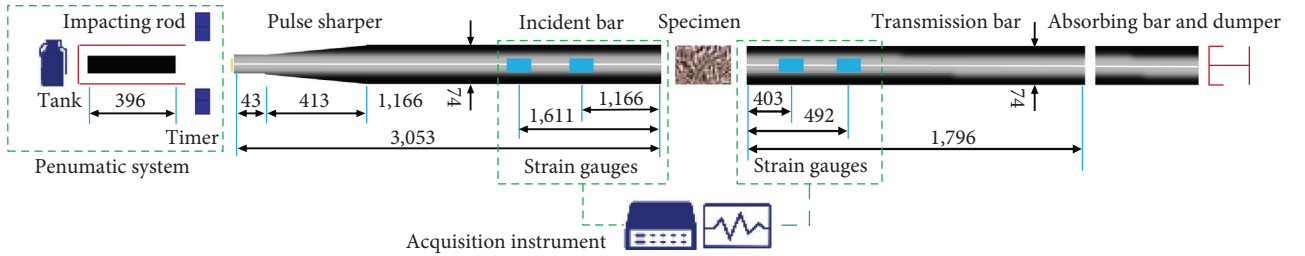 Impacting rod
Pulse sharper
Incident bar
Specimen
Transmission bar
Absorbing bar and dumper
Tank
396
43
413
1,166
74
1,166
403
74
1,611
492
Timer
3,053
1,796
Penumatic system
Strain gauges
Strain gauges
Acquisition instrument